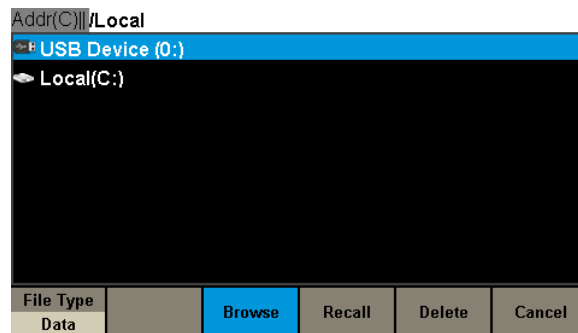 Addr(C)|| /Local
USB Device (0:)
Local(C:)
File Type
Data
Browse
Recall
Delete
Cancel